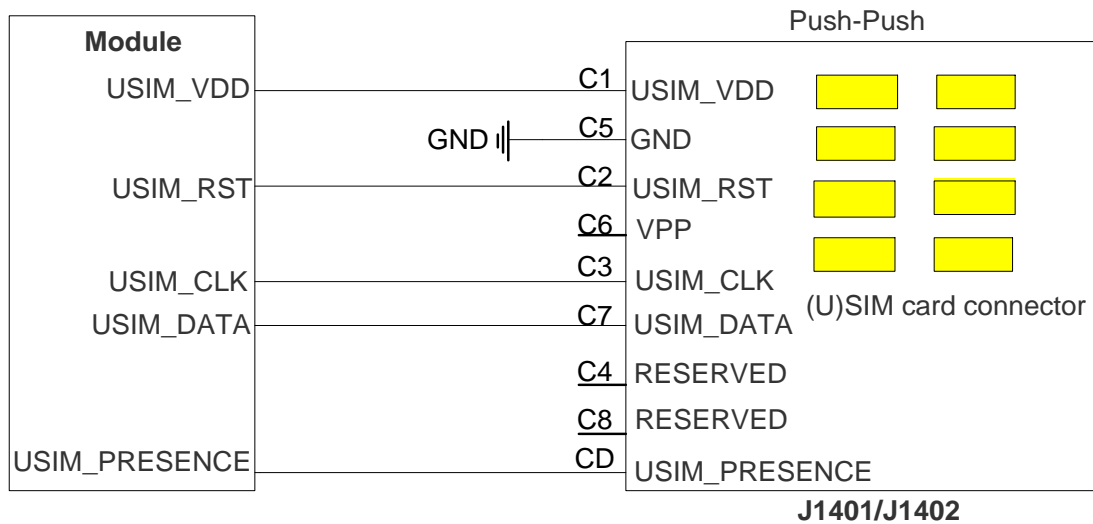 Push-Push
Module
USIM_VDD
C1
USIM_VDD
GND
C5
GND
USIM_RST
C2
USIM_RST
C6
VPP
USIM_CLK
C3
USIM_CLK
(U)SIM card connector
USIM_DATA
C7
USIM_DATA
C4
RESERVED
C8
RESERVED
USIM_PRESENCE
CD
USIM_PRESENCE
J1401/J1402